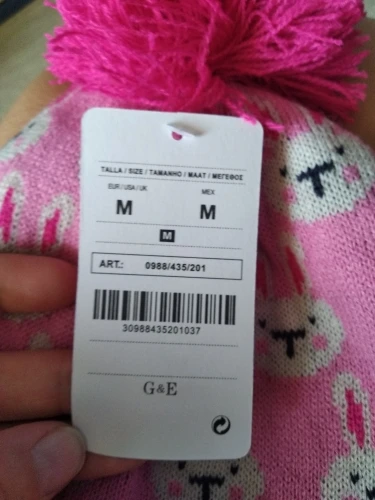 TALLA / SIZE / TAMANHO / MAAT / ΜΕΓΕΘΟΣ
EUR / USA / UK
MEX
M
M
M
ART.: 0988/435/201
30988435201037
G&E